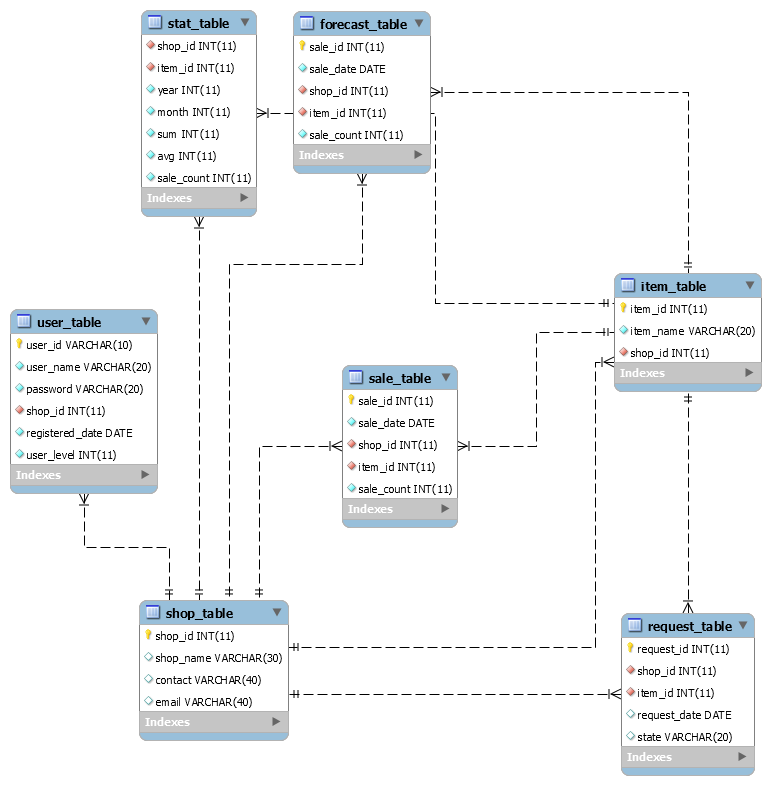 stat_table
shop_id INT(11)
item_id INT(11)
year INT(11)
month INT(11)
sum INT(11)
avg INT(11)
sale_count INT(11)
Indexes
forecast_table
sale_id INT(11)
sale_date DATE
shop_id INT(11)
item_id INT(11)
sale_count INT(11)
Indexes
item_table
item_id INT(11)
item_name VARCHAR(20)
shop_id INT(11)
Indexes
user_table
user_id VARCHAR(10)
user_name VARCHAR(20)
password VARCHAR(20)
shop_id INT(11)
registered_date DATE
user_level INT(11)
Indexes
sale_table
sale_id INT(11)
sale_date DATE
shop_id INT(11)
item_id INT(11)
sale_count INT(11)
Indexes
shop_table
shop_id INT(11)
shop_name VARCHAR(30)
contact VARCHAR(40)
email VARCHAR(40)
Indexes
request_table
request_id INT(11)
shop_id INT(11)
item_id INT(11)
request_date DATE
state VARCHAR(20)
Indexes